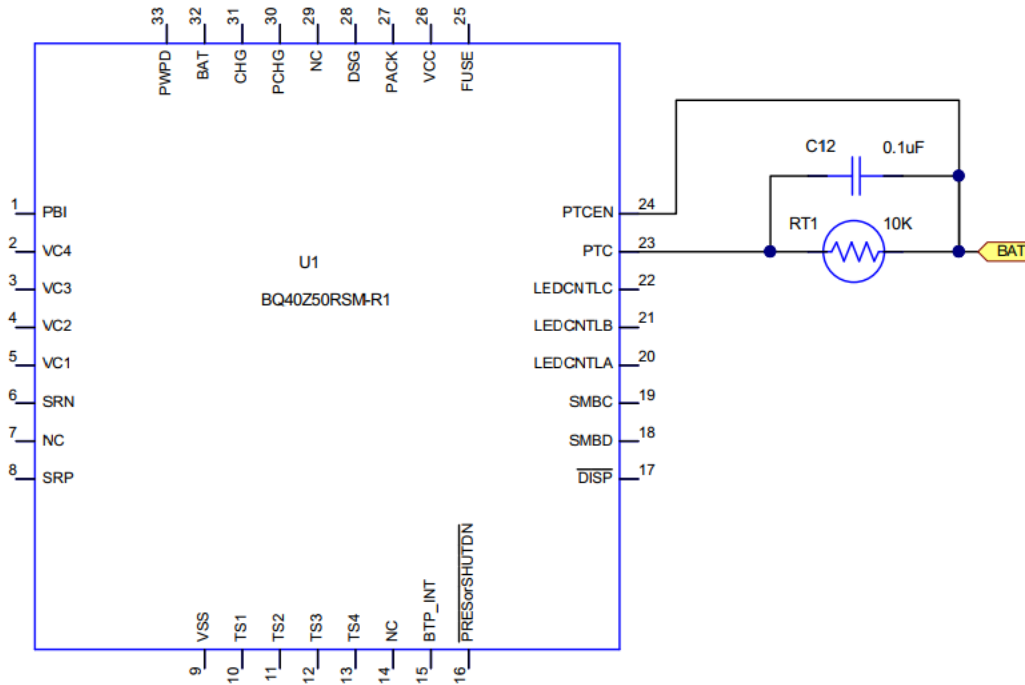 33 32 31 30 29 28 27 26 25
PWPD BAT CHG PCHG NC DSG PACK VCC FUSE
C12 0.1uF
1 PBI PTCEN 24
RT1 10K
2 VC4 PTC 23 BAT
U1
3 VC3 LEDCNTLC 22
BQ40Z50RSM-R1
4 VC2 LEDCNTLB 21
5 VC1 LEDCNTLA 20
6 SRN SMBC 19
7 NC SMBD 18
8 SRP DISP 17
VSS TS1 TS2 TS3 TS4 NC BTP_INT PRESorSHUTDN
9 10 11 12 13 14 15 16